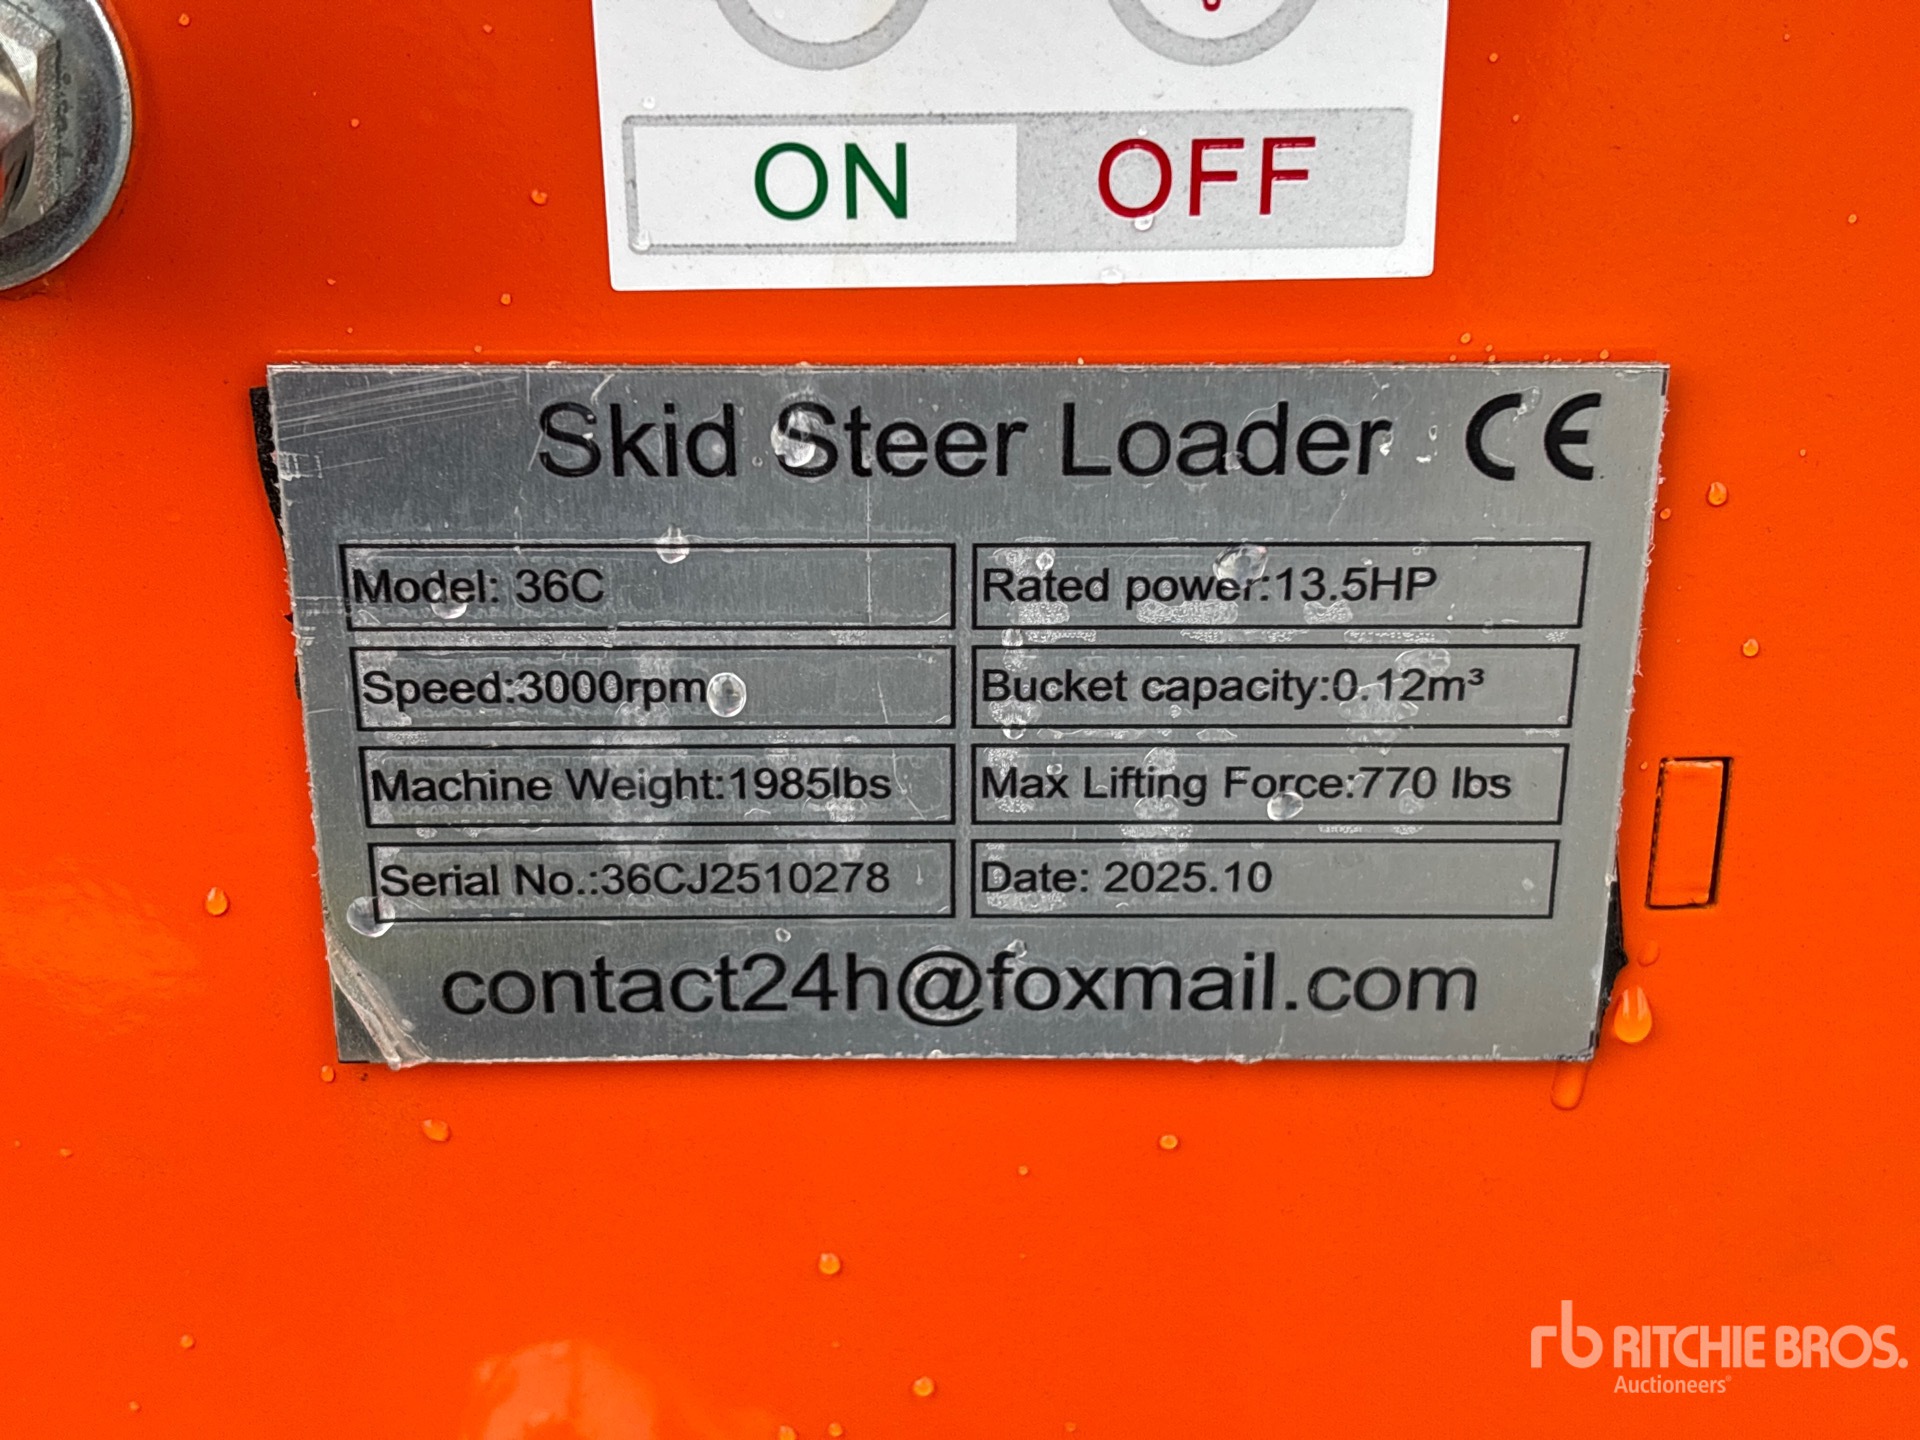 ON OFF
Skid Steer Loader CE
Model: 36C
Rated power:13.5HP
Speed:3000rpm
Bucket capacity:0.12m³
Machine Weight:1985lbs
Max Lifting Force:770 lbs
Serial No.:36CJ2510278
Date: 2025.10
contact24h@foxmail.com
rb RITCHIE BROS.
Auctioneers